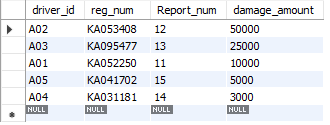 driver_id reg_num Report_num damage_amount
A02 KA053408 12 50000
A03 KA095477 13 25000
A01 KA052250 11 10000
A05 KA041702 15 5000
A04 KA031181 14 3000
NULL NULL NULL NULL